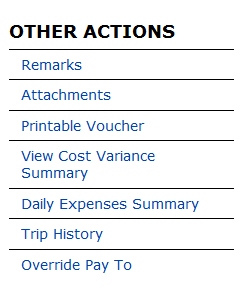 OTHER ACTIONS
Remarks
Attachments
Printable Voucher
View Cost Variance
Summary
Daily Expenses Summary
Trip History
Override Pay To